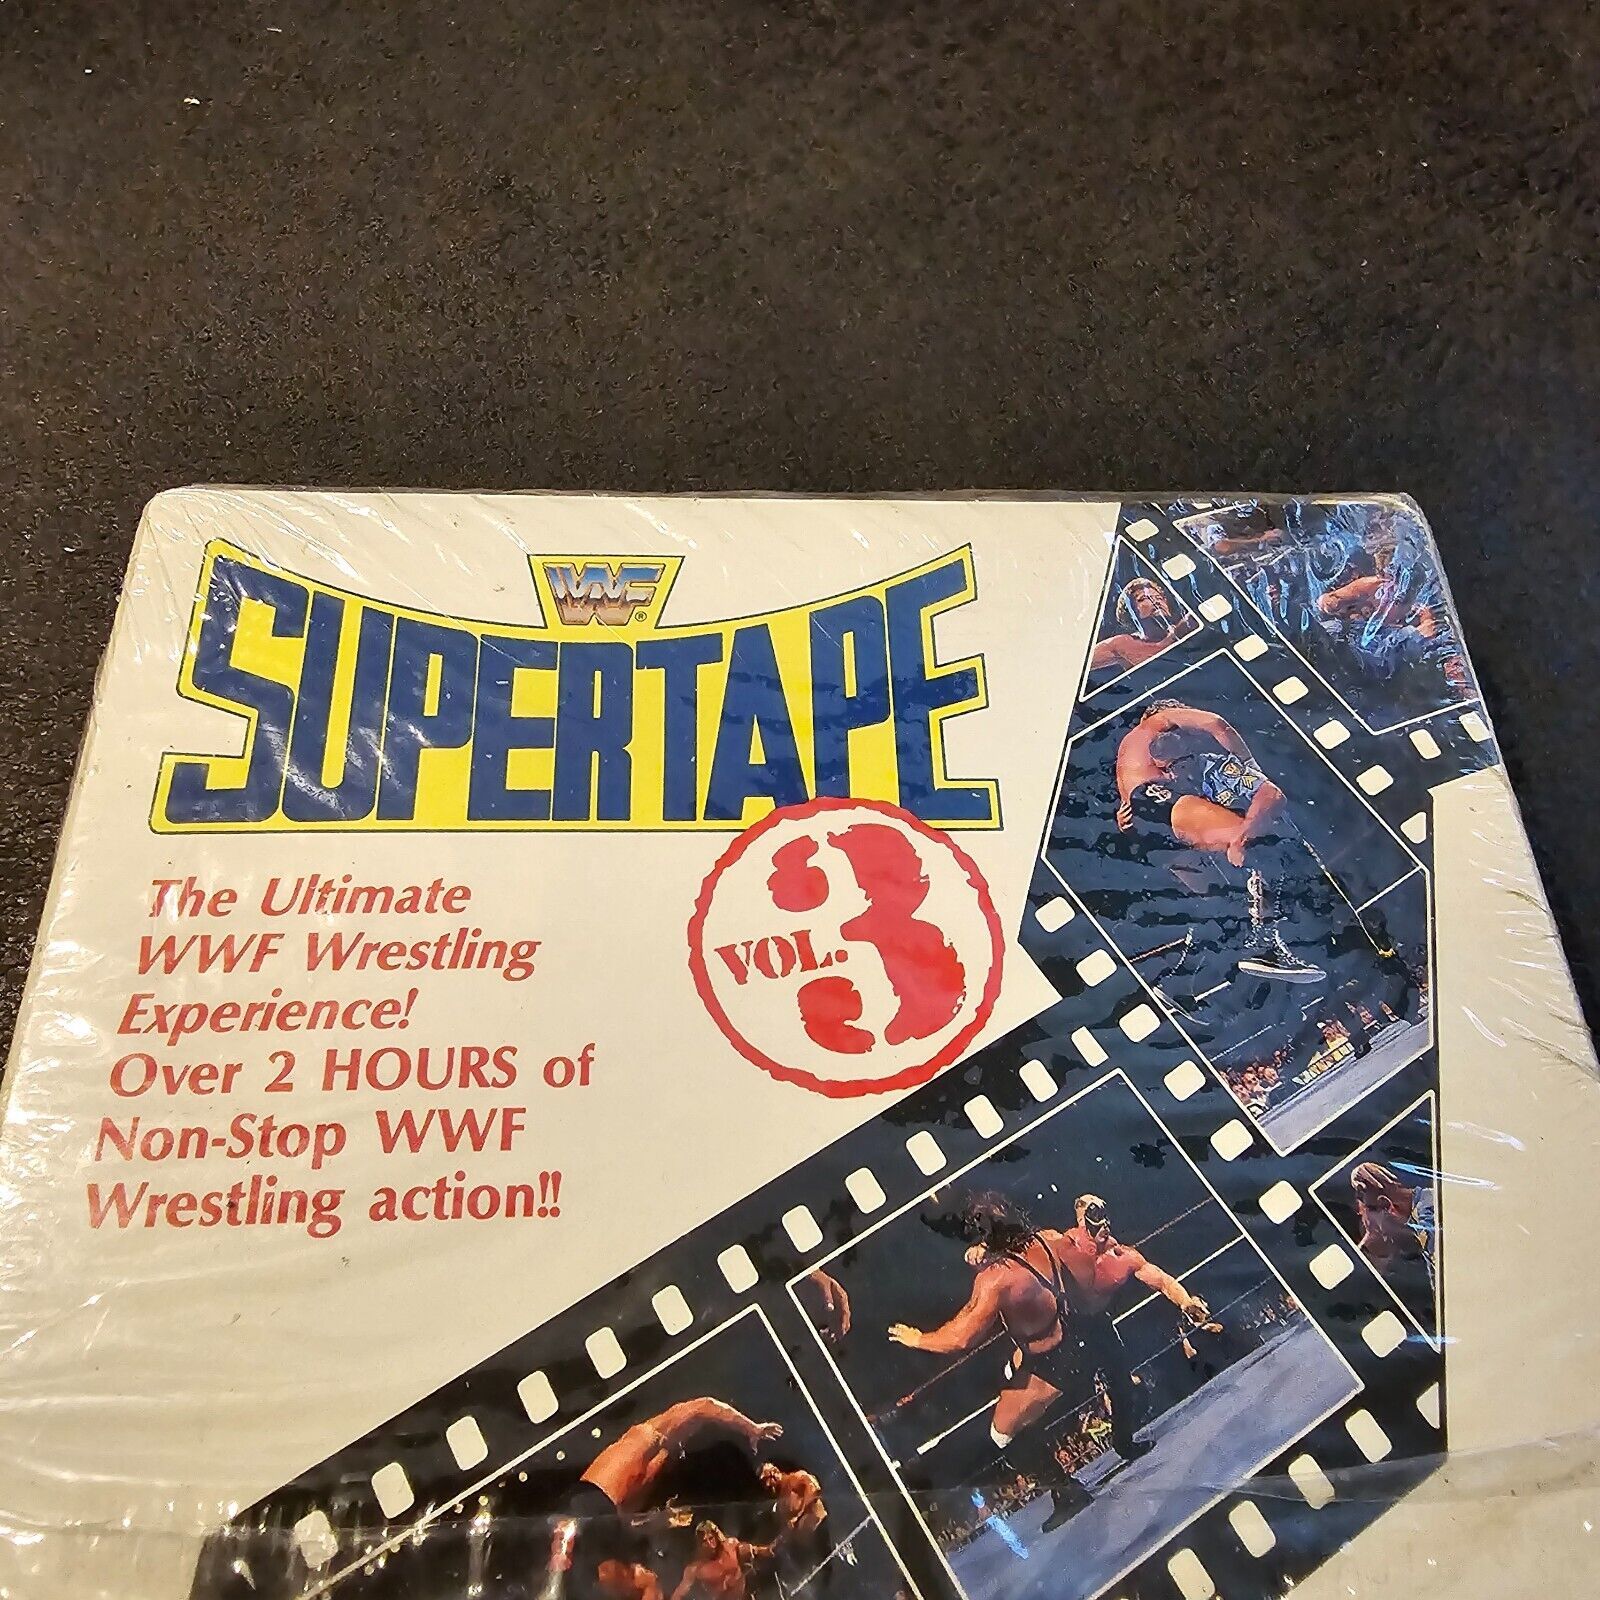 WWF®
SUPERTAPE
VOL. 3
The Ultimate
WWF Wrestling
Experience!
Over 2 HOURS of
Non-Stop WWF
Wrestling action!!